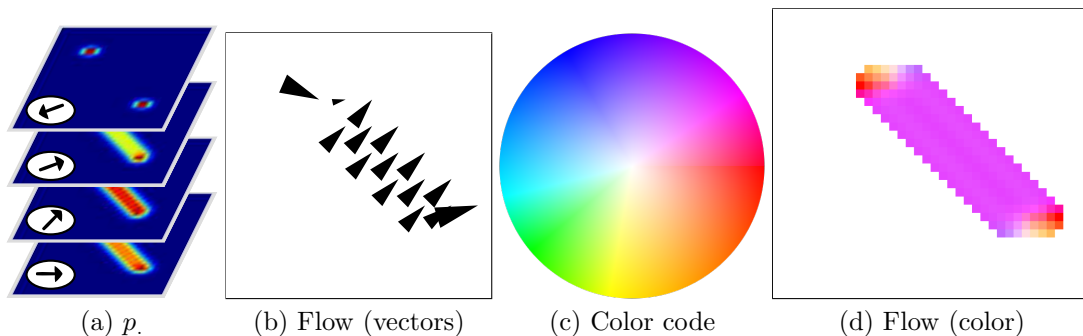 (a) p.
(b) Flow (vectors)
(c) Color code
(d) Flow (color)